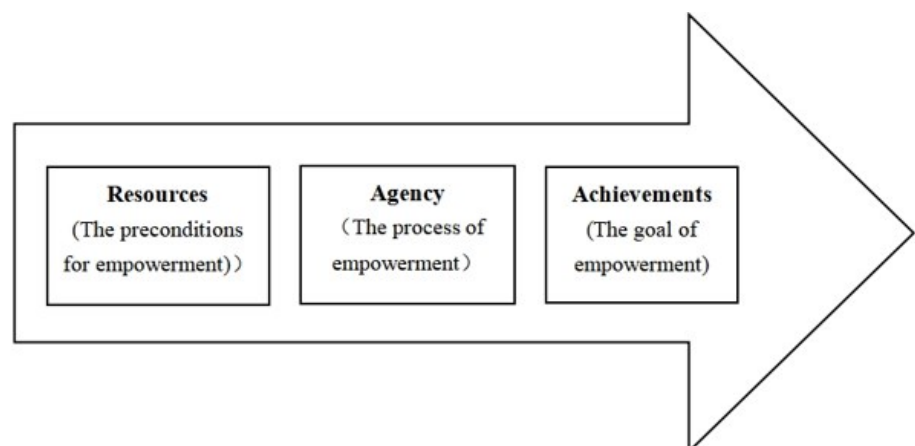 Resources
(The preconditions
for empowerment)）
Agency
（The process of
empowerment）
Achievements
(The goal of
empowerment)